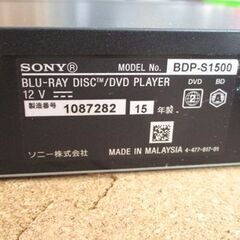 SONY® MODEL No. BDP-S1500
BLU-RAY DISC™/DVD PLAYER DVD BD
12 V ⎓ 2 A
製造番号 1087282 15 年製
ソニー株式会社
MADE IN MALAYSIA 4-477-817-01